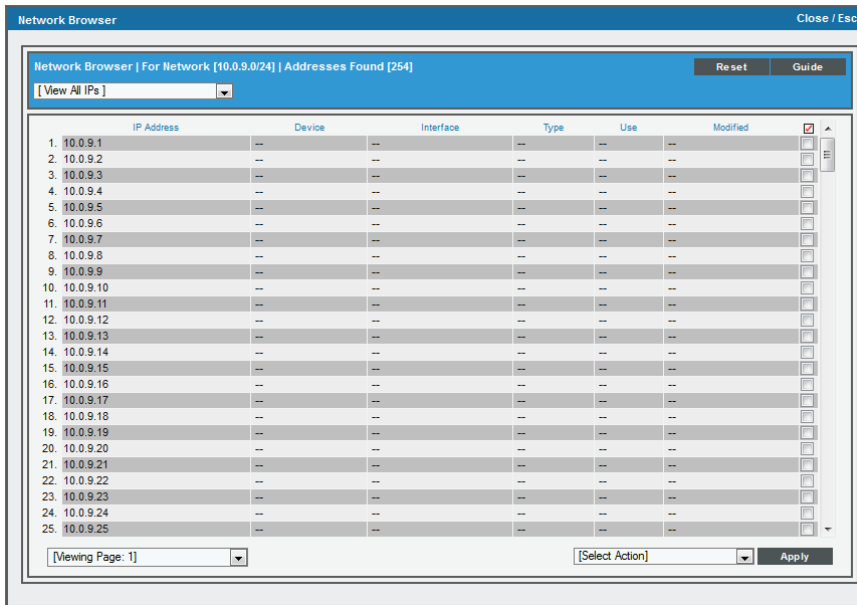 Network Browser Close / Esc
Network Browser | For Network [10.0.9.0/24] | Addresses Found [254] Reset Guide
[ View All IPs ]
IP Address Device Interface Type Use Modified
1. 10.0.9.1 -- -- -- -- --
2. 10.0.9.2 -- -- -- -- --
3. 10.0.9.3 -- -- -- -- --
4. 10.0.9.4 -- -- -- -- --
5. 10.0.9.5 -- -- -- -- --
6. 10.0.9.6 -- -- -- -- --
7. 10.0.9.7 -- -- -- -- --
8. 10.0.9.8 -- -- -- -- --
9. 10.0.9.9 -- -- -- -- --
10. 10.0.9.10 -- -- -- -- --
11. 10.0.9.11 -- -- -- -- --
12. 10.0.9.12 -- -- -- -- --
13. 10.0.9.13 -- -- -- -- --
14. 10.0.9.14 -- -- -- -- --
15. 10.0.9.15 -- -- -- -- --
16. 10.0.9.16 -- -- -- -- --
17. 10.0.9.17 -- -- -- -- --
18. 10.0.9.18 -- -- -- -- --
19. 10.0.9.19 -- -- -- -- --
20. 10.0.9.20 -- -- -- -- --
21. 10.0.9.21 -- -- -- -- --
22. 10.0.9.22 -- -- -- -- --
23. 10.0.9.23 -- -- -- -- --
24. 10.0.9.24 -- -- -- -- --
25. 10.0.9.25 -- -- -- -- --
[Viewing Page: 1] [Select Action] Apply